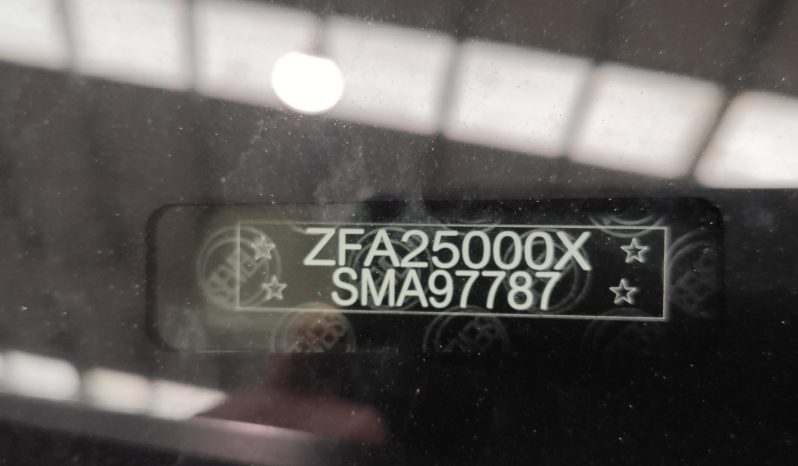 ☆ ZFA25000X ☆
☆ SMA97787 ☆